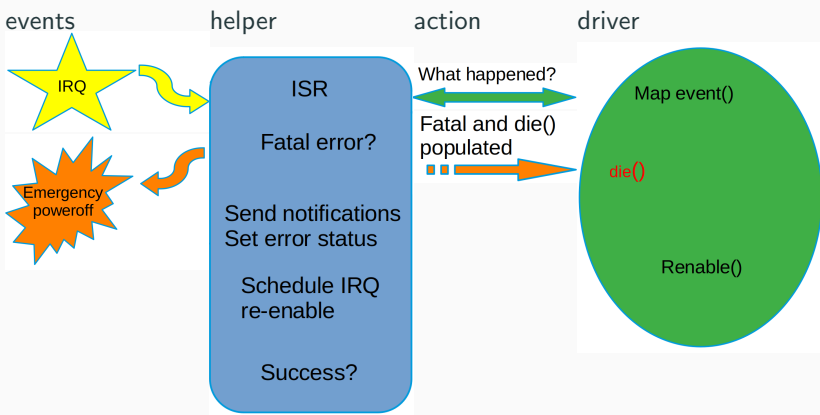 events
helper
action
driver
IRQ
ISR
What happened?
Map event()
Fatal error?
Fatal and die()
populated
die()
Emergency
poweroff
Send notifications
Set error status
Renable()
Schedule IRQ
re-enable
Success?